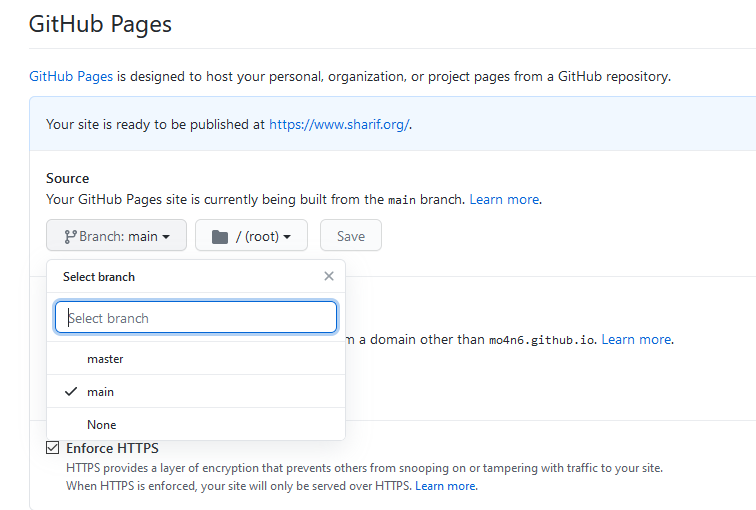 GitHub Pages
GitHub Pages is designed to host your personal, organization, or project pages from a GitHub repository.
Your site is ready to be published at https://www.sharif.org/.
Source
Your GitHub Pages site is currently being built from the main branch. Learn more.
Branch: main / (root) Save
Select branch
Select branch
m a domain other than mo4n6.github.io. Learn more.
master
main
None
Enforce HTTPS
HTTPS provides a layer of encryption that prevents others from snooping on or tampering with traffic to your site.
When HTTPS is enforced, your site will only be served over HTTPS. Learn more.